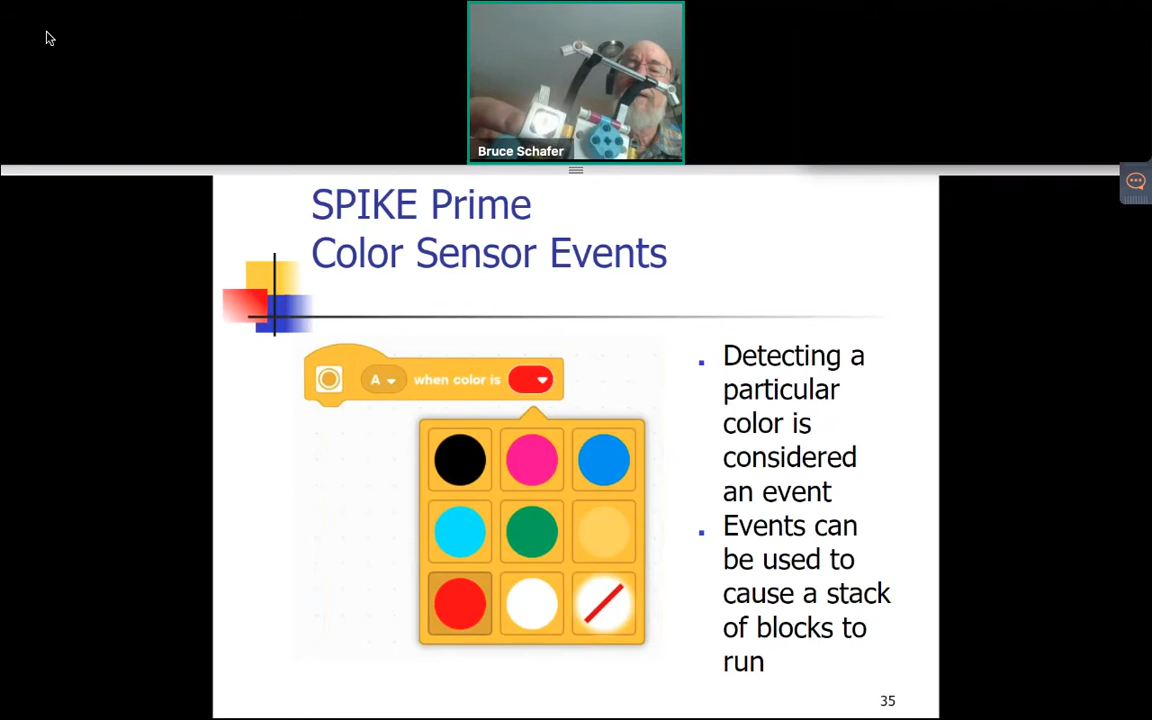 Bruce Schafer
SPIKE Prime
Color Sensor Events
A
when color is
Detecting a
particular
color is
considered
an event
Events can
be used to
cause a stack
of blocks to
run
35